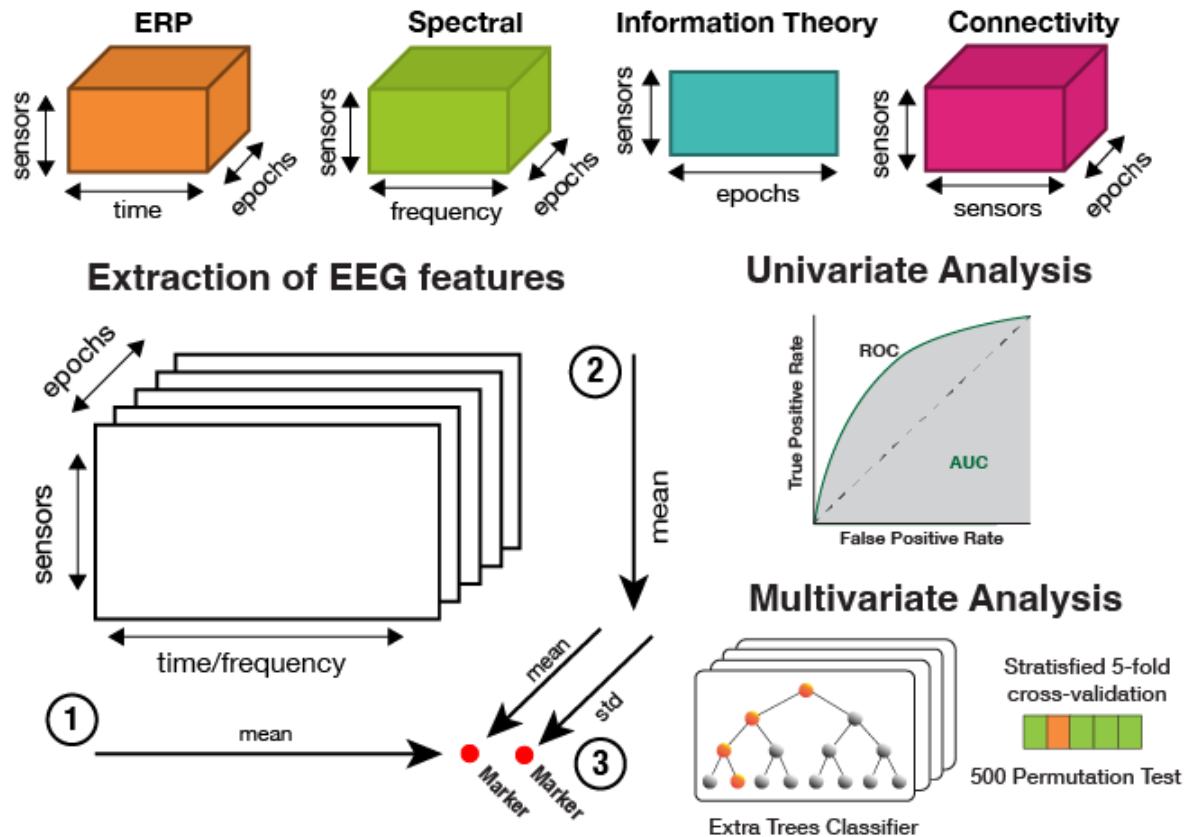 ERP
Spectral
Information Theory
Connectivity
sensors
time
epochs
sensors
frequency
epochs
sensors
epochs
sensors
sensors
epochs
Extraction of EEG features
epochs
sensors
time/frequency
1
mean
2
mean
mean
std
3
Marker
Marker
Univariate Analysis
True Positive Rate
ROC
AUC
False Positive Rate
Multivariate Analysis
Extra Trees Classifier
Stratisfied 5-fold
cross-validation
500 Permutation Test